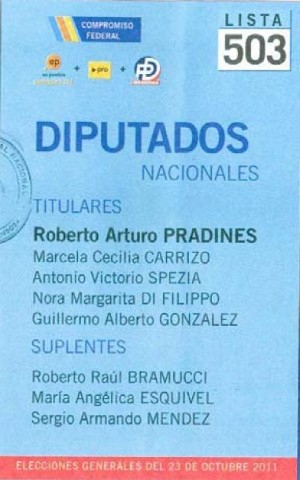 COMPROMISO
FEDERAL
LISTA
503
ep
+ pro +
DIPUTADOS
NACIONALES
TITULARES
Roberto Arturo PRADINES
Marcela Cecilia CARRIZO
Antonio Victorio SPEZIA
Nora Margarita DI FILIPPO
Guillermo Alberto GONZALEZ
SUPLENTES
Roberto Raúl BRAMUCCI
María Angélica ESQUIVEL
Sergio Armando MENDEZ
ELECCIONES GENERALES DEL 23 DE OCTUBRE 2011